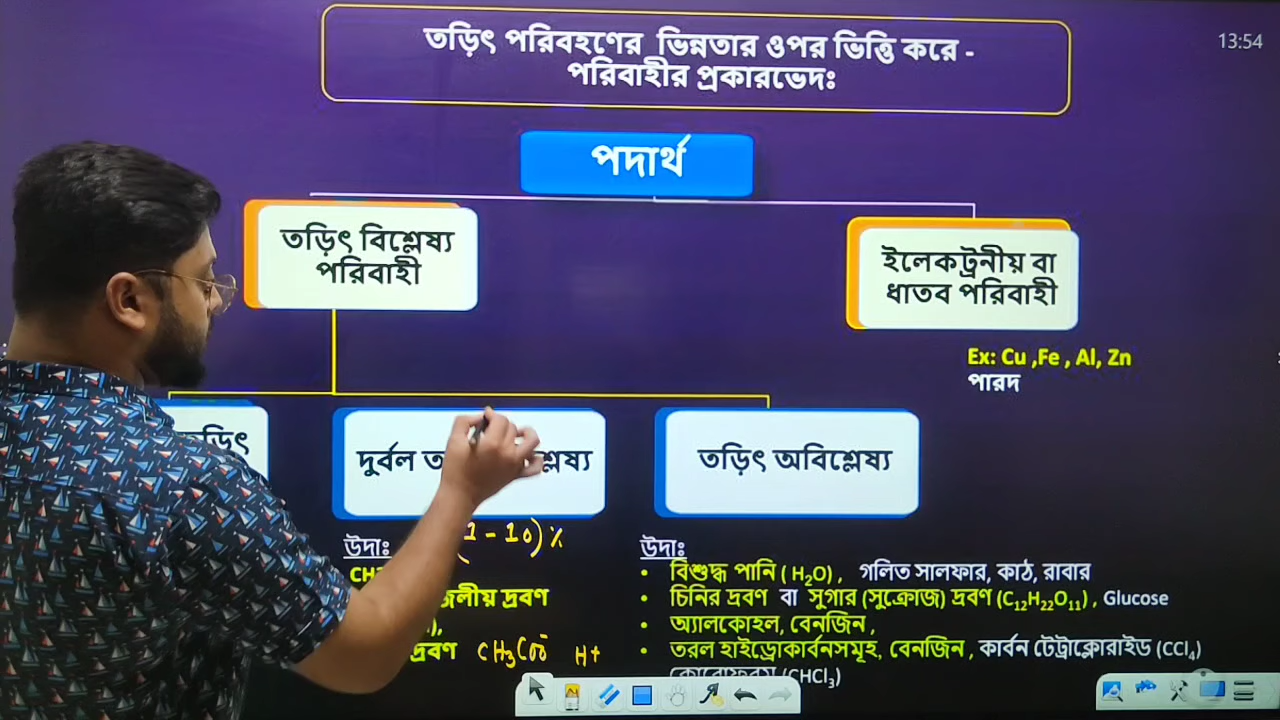 তড়িৎ পরিবহণের ভিন্নতার ওপর ভিত্তি করে -
পরিবাহীর প্রকারভেদঃ
13:54
পদার্থ
তড়িৎ বিশ্লেষ্য
পরিবাহী
ইলেকট্রনীয় বা
ধাতব পরিবাহী
Ex: Cu ,Fe , Al, Zn
পারদ
তড়িৎ
দুর্বল
তড়িৎ অবিশ্লেষ্য
উদাঃ
(1 - 10) %
জলীয় দ্রবণ
CH₃COO⁻ H+
উদাঃ
• বিশুদ্ধ পানি ( H₂O) , গলিত সালফার, কাঠ, রাবার
• চিনির দ্রবণ বা সুগার (সুক্রোজ) দ্রবণ (C₁₂H₂₂O₁₁) , Glucose
• অ্যালকোহল, বেনজিন ,
• তরল হাইড্রোকার্বনসমূহ, বেনজিন , কার্বন টেট্রাক্লোরাইড (CCl₄)
(CHCl₃)